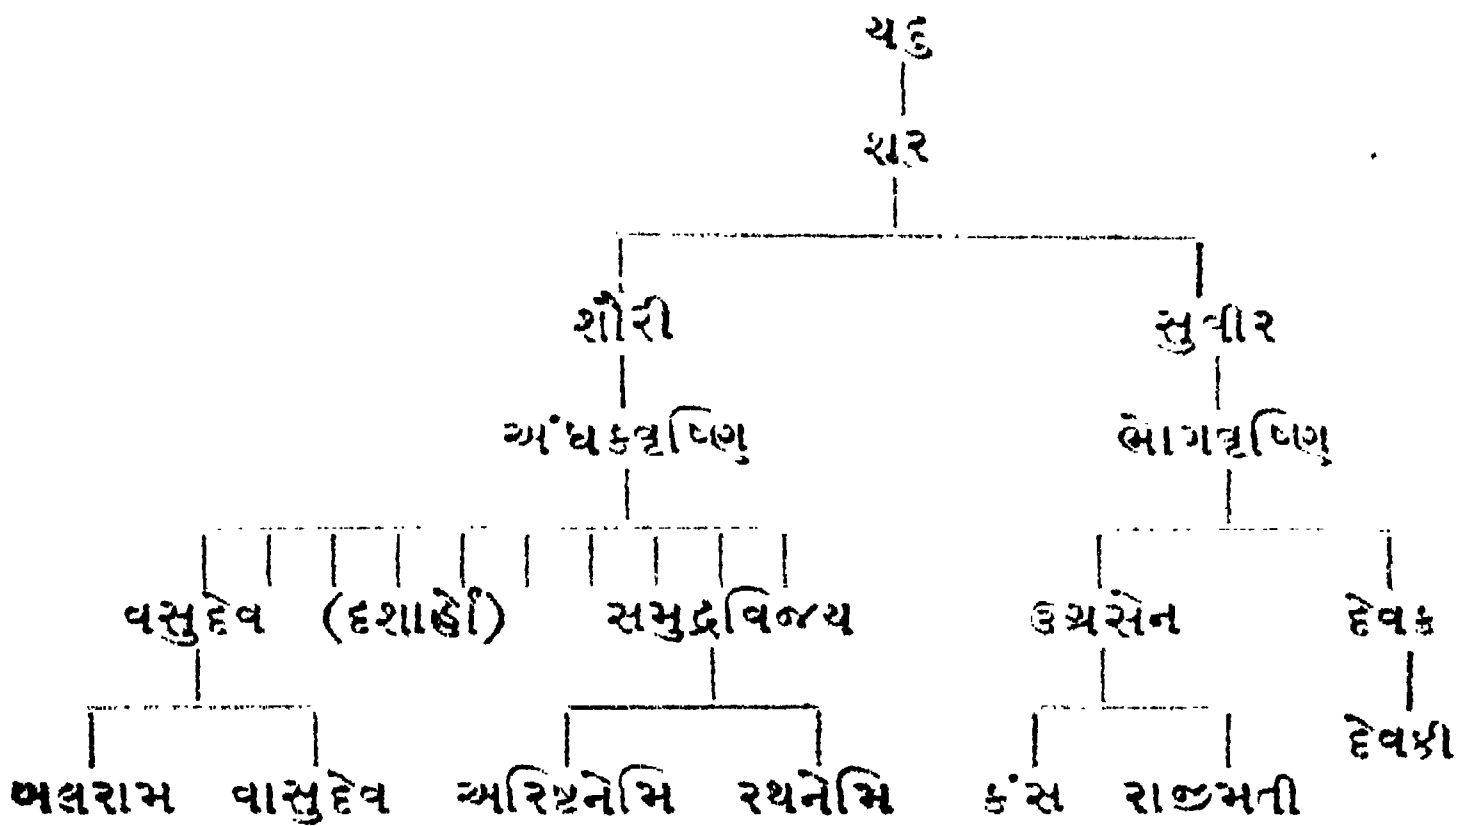 યદુ
શૂર
શૌરી સુવીર
અંધકવૃષ્ણિ ભોગવૃષ્ણિ
વસુદેવ (દશાર્હો) સમુદ્રવિજય ઉગ્રસેન દેવક
દેવકી
બલરામ વાસુદેવ અરિષ્ટનેમિ રથનેમિ કંસ રાજીમતી